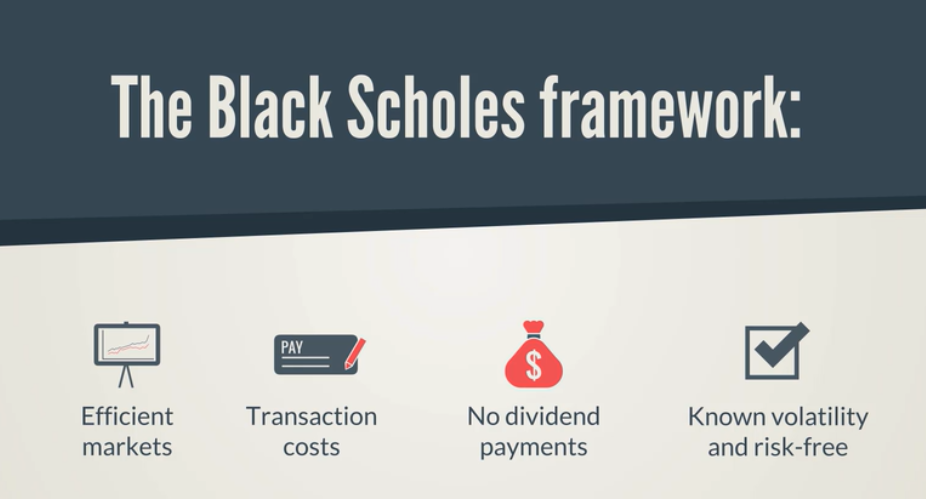 The Black Scholes framework:
PAY
$
Efficient
markets
Transaction
costs
No dividend
payments
Known volatility
and risk-free